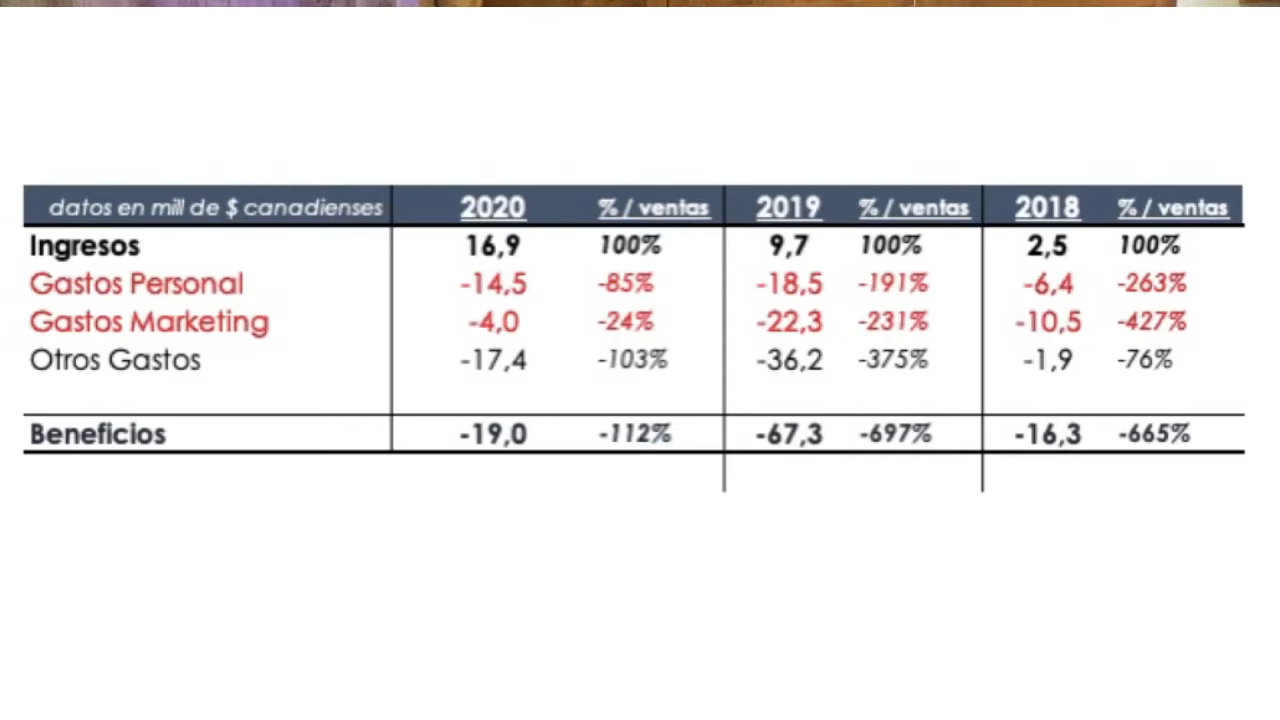 datos en mill de $ canadienses 2020 % / ventas 2019 % / ventas 2018 % / ventas
Ingresos 16,9 100% 9,7 100% 2,5 100%
Gastos Personal -14,5 -85% -18,5 -191% -6,4 -263%
Gastos Marketing -4,0 -24% -22,3 -231% -10,5 -427%
Otros Gastos -17,4 -103% -36,2 -375% -1,9 -76%
Beneficios -19,0 -112% -67,3 -697% -16,3 -665%